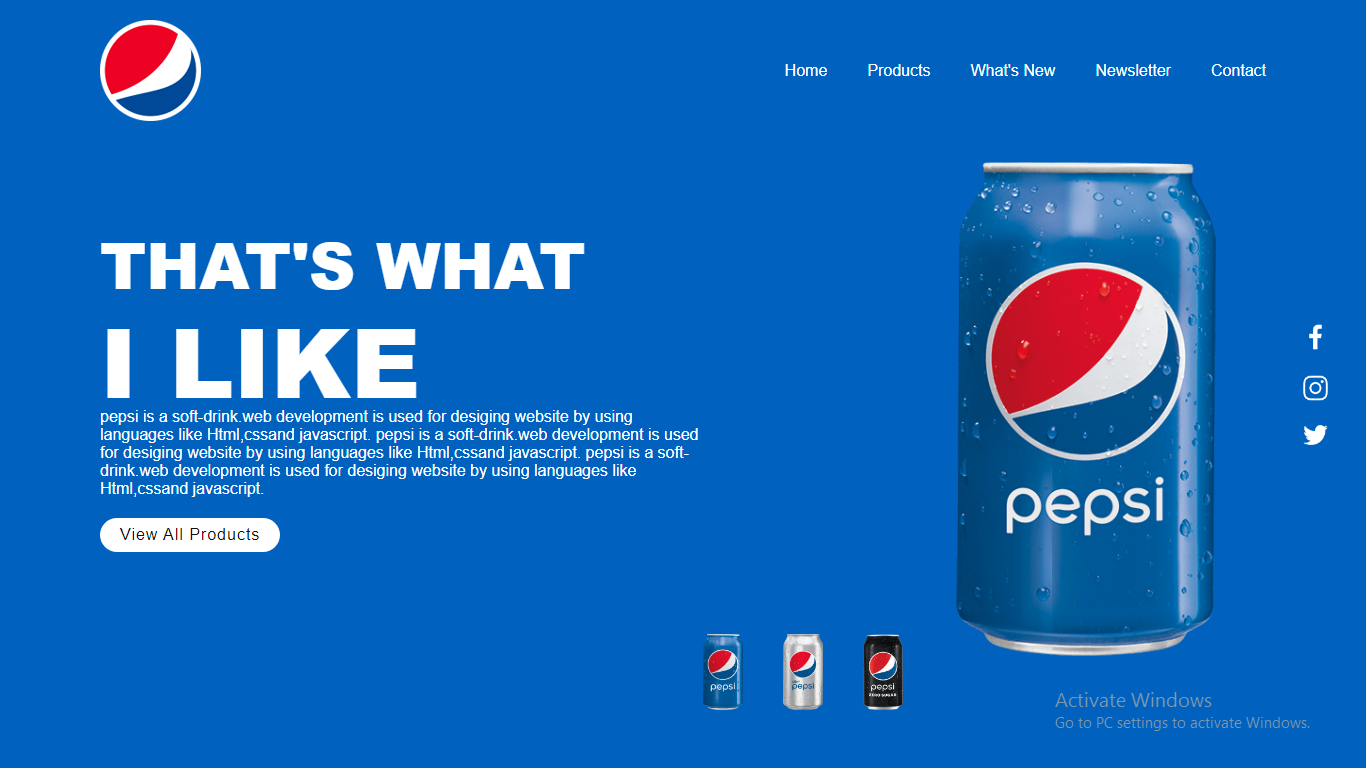 Home
Products
What's New
Newsletter
Contact
THAT'S WHAT
I LIKE
pepsi is a soft-drink.web development is used for desiging website by using
languages like Html,cssand javascript. pepsi is a soft-drink.web development is used
for desiging website by using languages like Html,cssand javascript. pepsi is a soft-
drink.web development is used for desiging website by using languages like
Html,cssand javascript.
View All Products
pepsi
pepsi
pepsi
pepsi
ZERO SUGAR
Activate Windows
Go to PC settings to activate Windows.